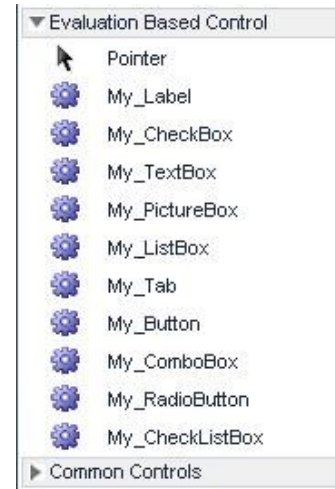 Evaluation Based Control
Pointer
My_Label
My_CheckBox
My_TextBox
My_PictureBox
My_ListBox
My_Tab
My_Button
My_ComboBox
My_RadioButton
My_CheckListBox
Common Controls